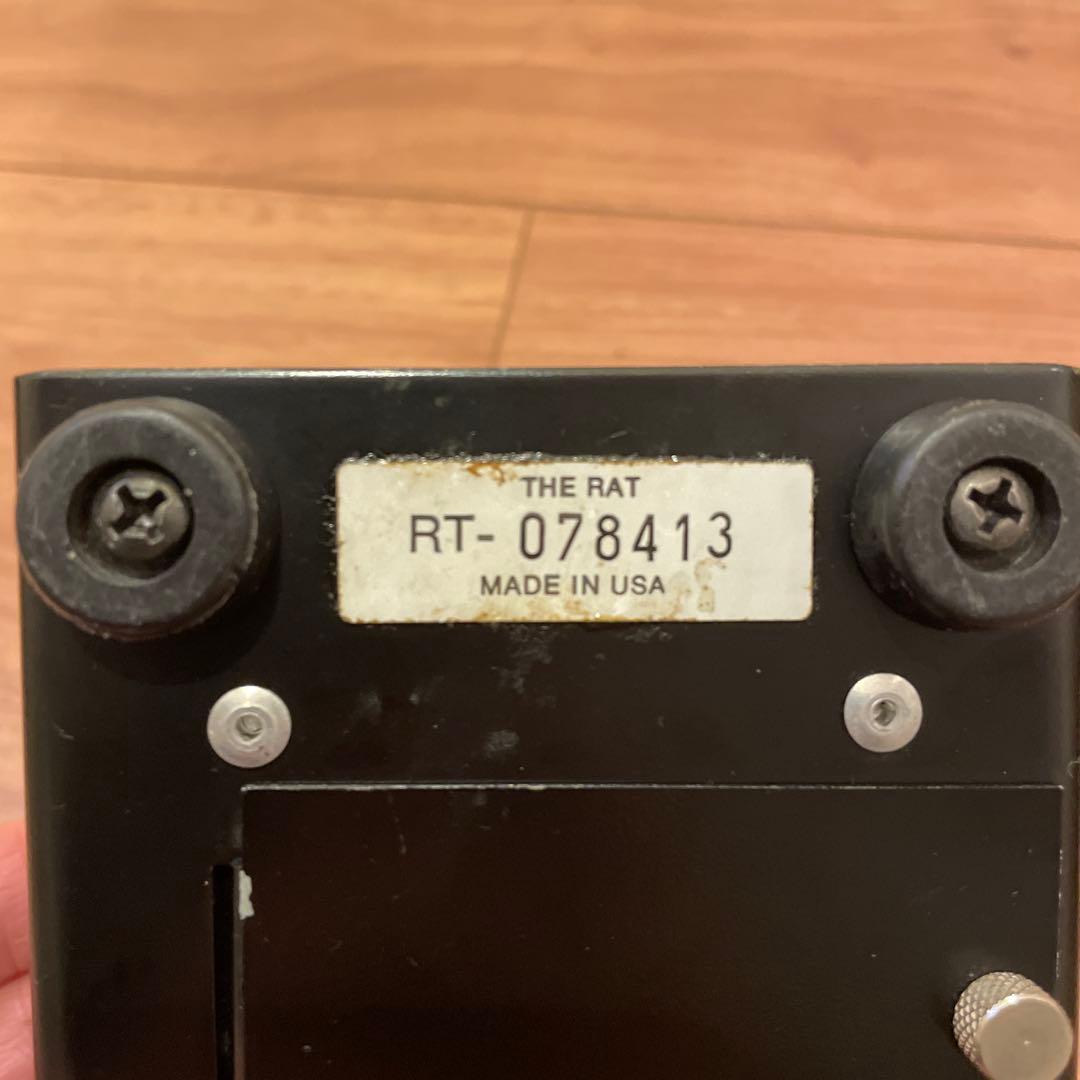 THE RAT
RT- 078413
MADE IN USA